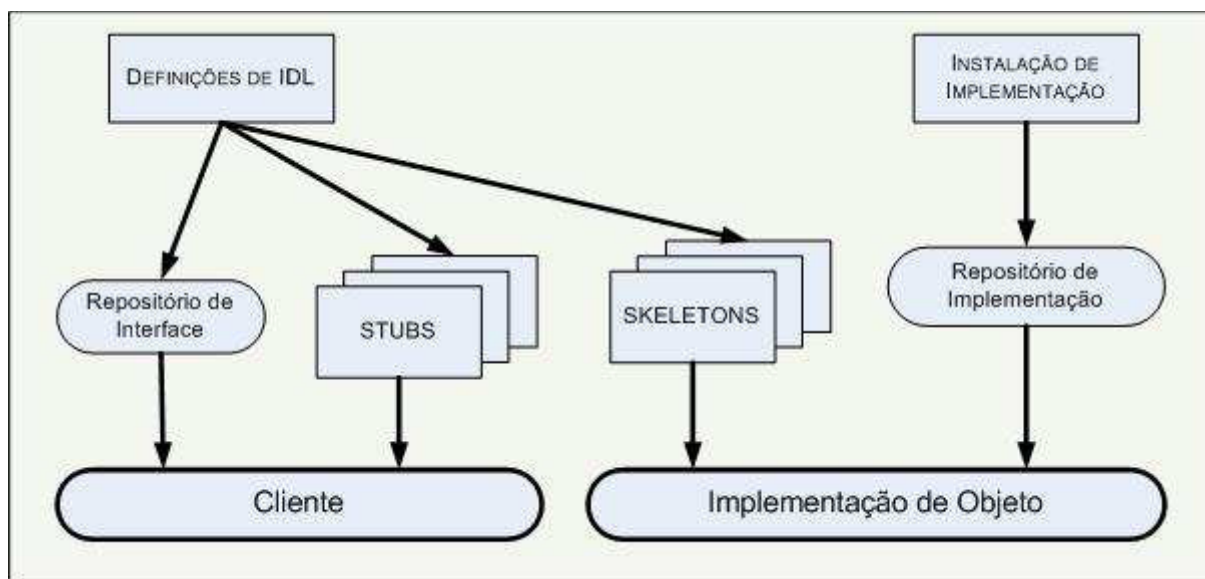 DEFINIÇÕES DE IDL
INSTALAÇÃO DE
IMPLEMENTAÇÃO
Repositório de
Interface
STUBS
SKELETONS
Repositório de
Implementação
Cliente
Implementação de Objeto